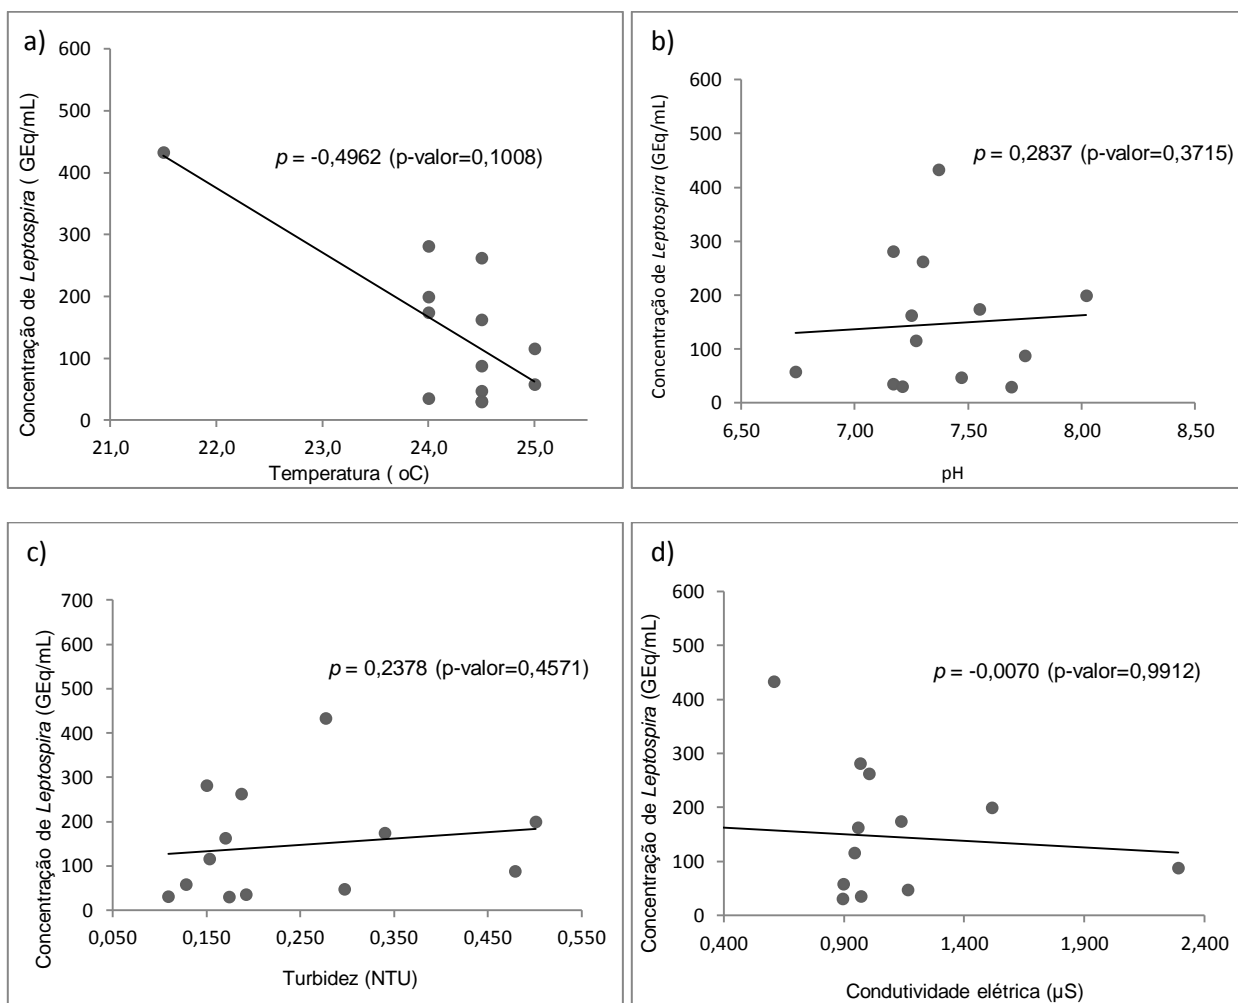 a)
Concentração de Leptospira ( GEq/mL)
600
500
400
300
200
100
0
p = -0,4962 (p-valor=0,1008)
21,0 22,0 23,0 24,0 25,0
Temperatura ( oC)
b)
Concentração de Leptospira (GEq/mL)
600
500
400
300
200
100
0
p = 0,2837 (p-valor=0,3715)
6,50 7,00 7,50 8,00 8,50
pH
c)
Concentração de Leptospira (GEq/mL)
700
600
500
400
300
200
100
0
p = 0,2378 (p-valor=0,4571)
0,050 0,150 0,250 0,350 0,450 0,550
Turbidez (NTU)
d)
Concentração de Leptospira (GEq/mL)
600
500
400
300
200
100
0
p = -0,0070 (p-valor=0,9912)
0,400 0,900 1,400 1,900 2,400
Condutividade elétrica (µS)